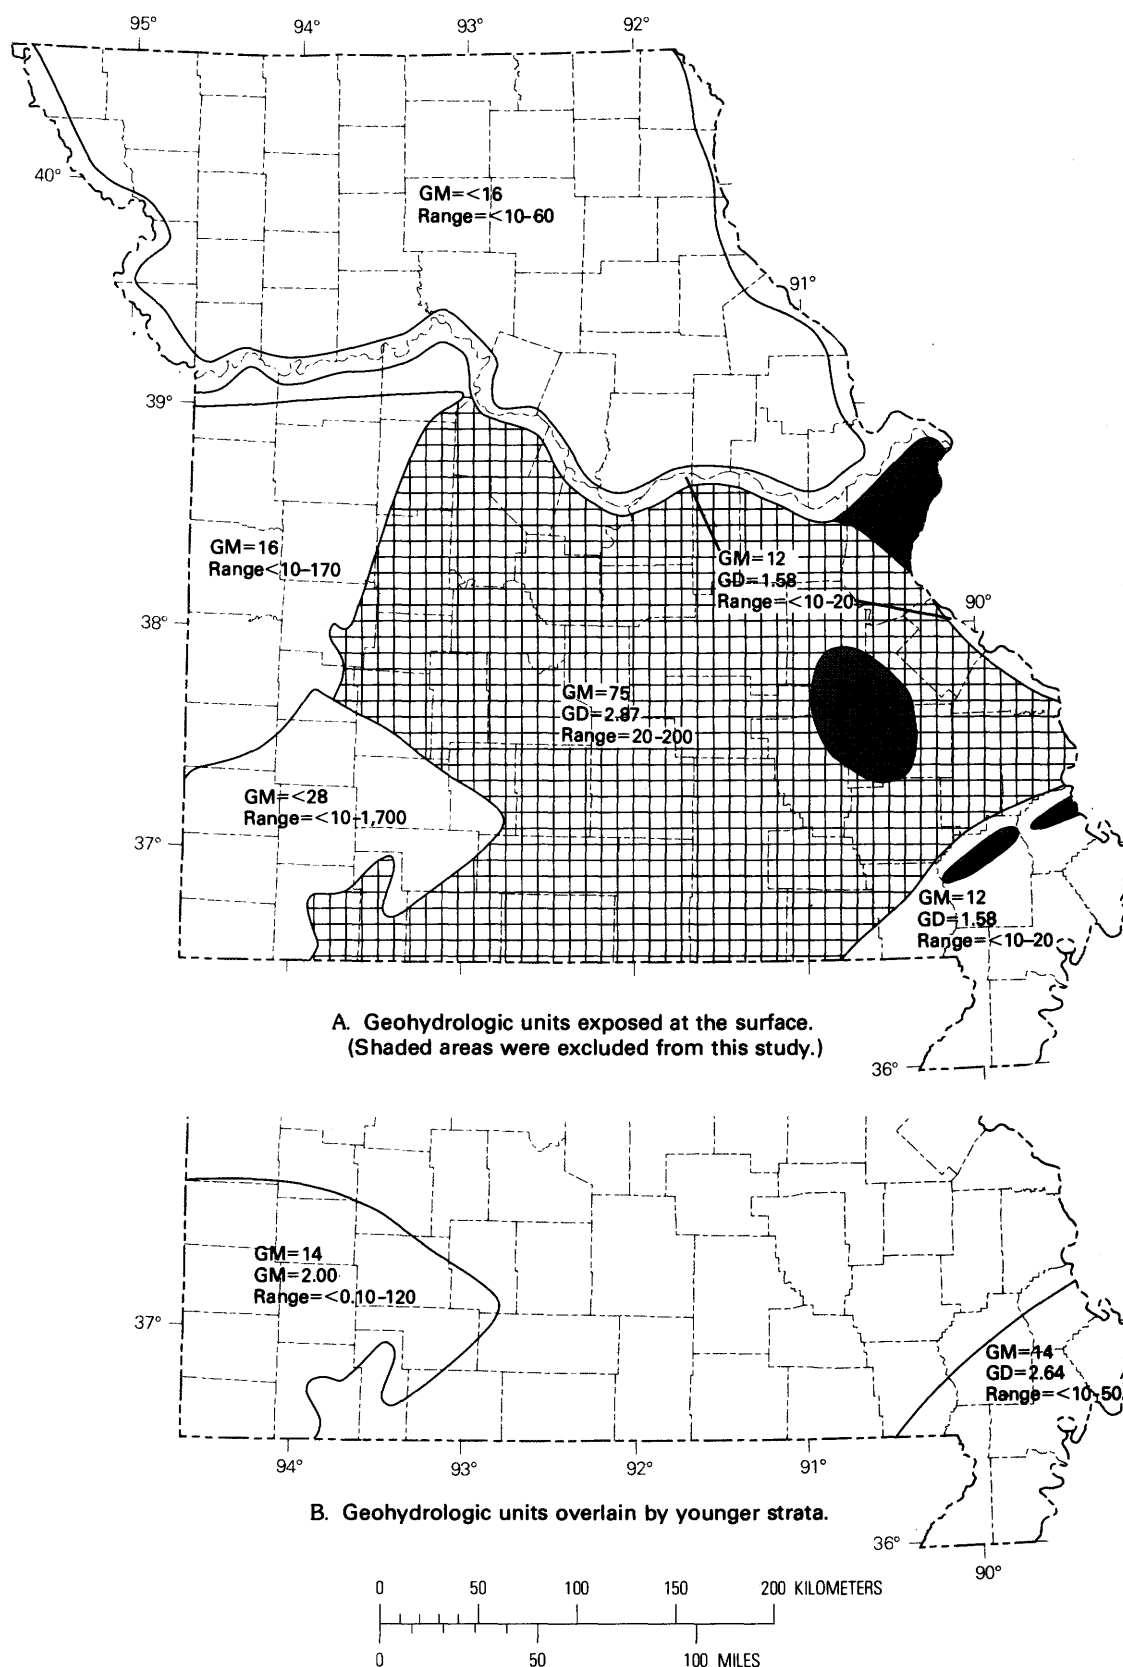 95°
94°
93°
92°
40°
GM=<16
Range=<10-60
91°
39°
GM=16
Range<10-170
GM=12
GD=1.58
Range=<10-20
90°
38°
GM=75
GD=2.87
Range=20-200
GM=<28
Range=<10-1,700
37°
GM=12
GD=1.58
Range=<10-20
A. Geohydrologic units exposed at the surface.
(Shaded areas were excluded from this study.)
36°
GM=14
GM=2.00
Range=<0.10-120
37°
GM=14
GD=2.64
Range=<10-50
94°
93°
92°
91°
B. Geohydrologic units overlain by younger strata.
36°
90°
0 50 100 150 200 KILOMETERS
0 50 100 MILES